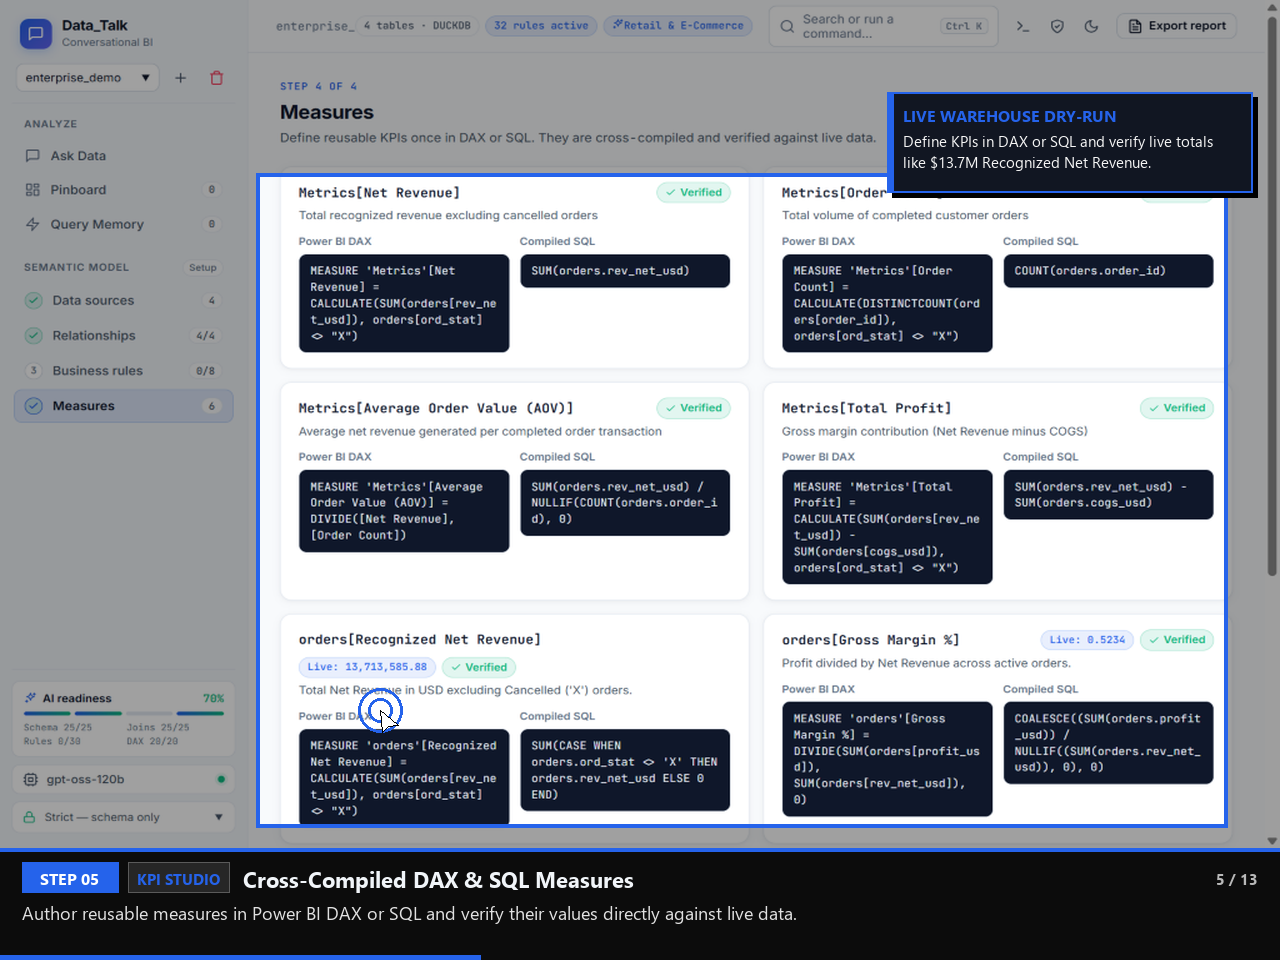 Data_Talk
Conversational BI
enterprise_demo
ANALYZE
Ask Data
Pinboard 0
Query Memory 0
SEMANTIC MODEL Setup
Data sources 4
Relationships 4/4
3 Business rules 0/8
Measures 6
AI readiness 70%
Schema 25/25 Joins 25/25
Rules 0/30 DAX 20/20
gpt-oss-120b
Strict — schema only
enterprise_ 4 tables · DUCKDB 32 rules active Retail & E-Commerce
Search or run a
command...
Ctrl K
Export report
STEP 4 OF 4
Measures
Define reusable KPIs once in DAX or SQL. They are cross-compiled and verified against live data.
LIVE WAREHOUSE DRY-RUN
Define KPIs in DAX or SQL and verify live totals
like $13.7M Recognized Net Revenue.
Metrics[Net Revenue] Verified
Total recognized revenue excluding cancelled orders
Power BI DAX
MEASURE 'Metrics'[Net
Revenue] =
CALCULATE(SUM(orders[rev_ne
t_usd]), orders[ord_stat]
<> "X")
Compiled SQL
SUM(orders.rev_net_usd)
Metrics[Order
Total volume of completed customer orders
Power BI DAX
MEASURE 'Metrics'[Order
Count] =
CALCULATE(DISTINCTCOUNT(ord
ers[order_id]),
orders[ord_stat] <> "X")
Compiled SQL
COUNT(orders.order_id)
Metrics[Average Order Value (AOV)] Verified
Average net revenue generated per completed order transaction
Power BI DAX
MEASURE 'Metrics'[Average
Order Value (AOV)] =
DIVIDE([Net Revenue],
[Order Count])
Compiled SQL
SUM(orders.rev_net_usd) /
NULLIF(COUNT(orders.order_i
d), 0)
Metrics[Total Profit] Verified
Gross margin contribution (Net Revenue minus COGS)
Power BI DAX
MEASURE 'Metrics'[Total
Profit] =
CALCULATE(SUM(orders[rev_ne
t_usd]) -
SUM(orders[cogs_usd]),
orders[ord_stat] <> "X")
Compiled SQL
SUM(orders.rev_net_usd) -
SUM(orders.cogs_usd)
orders[Recognized Net Revenue]
Live: 13,713,585.88 Verified
Total Net Revenue in USD excluding Cancelled ('X') orders.
Power BI DAX
MEASURE 'orders'[Recognized
Net Revenue] =
CALCULATE(SUM(orders[rev_ne
t_usd]), orders[ord_stat]
<> "X")
Compiled SQL
SUM(CASE WHEN
orders.ord_stat <> 'X' THEN
orders.rev_net_usd ELSE 0
END)
orders[Gross Margin %] Live: 0.5234 Verified
Profit divided by Net Revenue across active orders.
Power BI DAX
MEASURE 'orders'[Gross
Margin %] =
DIVIDE(SUM(orders[profit_us
d]),
SUM(orders[rev_net_usd]),
0)
Compiled SQL
COALESCE((SUM(orders.profit
_usd)) /
NULLIF((SUM(orders.rev_net_
usd)), 0), 0)
STEP 05 KPI STUDIO Cross-Compiled DAX & SQL Measures 5 / 13
Author reusable measures in Power BI DAX or SQL and verify their values directly against live data.